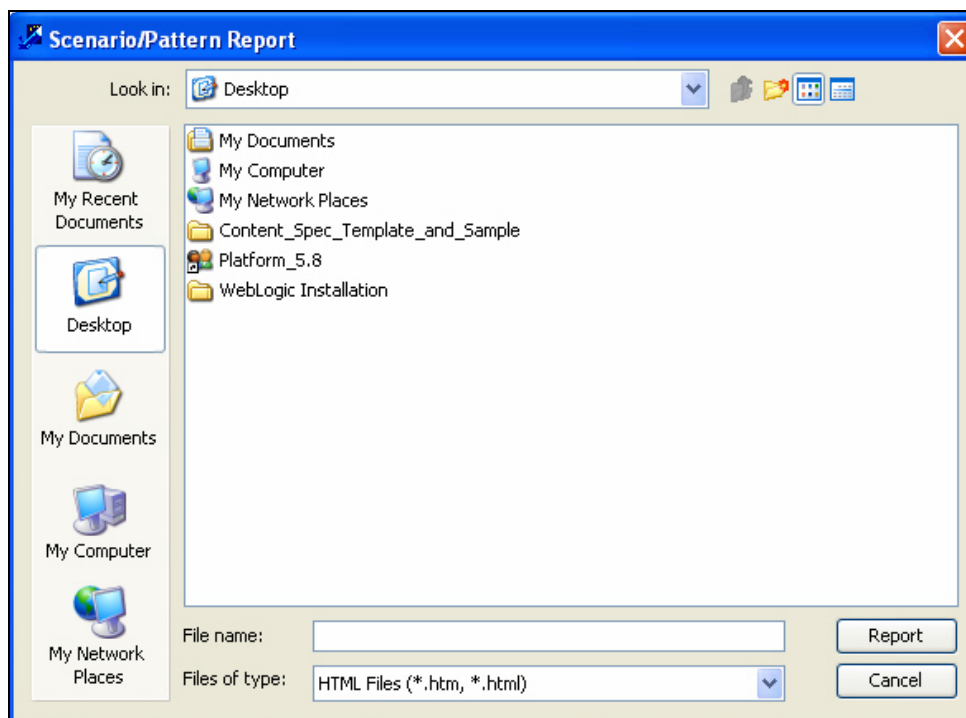 Scenario/Pattern Report
Look in:
Desktop
My Recent
Documents
Desktop
My Documents
My Computer
My Network
Places
My Documents
My Computer
My Network Places
Content_Spec_Template_and_Sample
Platform_5.8
WebLogic Installation
File name:
Report
Files of type:
HTML Files (*.htm, *.html)
Cancel